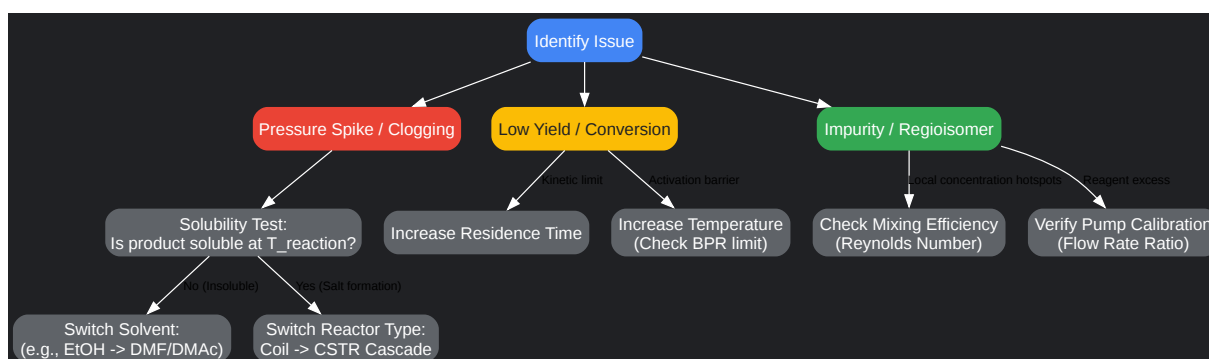 Identify Issue
Pressure Spike / Clogging
Low Yield / Conversion
Impurity / Regioisomer
Kinetic limit
Activation barrier
Local concentration hotspots
Reagent excess
Solubility Test:
Is product soluble at T_reaction?
Increase Residence Time
Increase Temperature
(Check BPR limit)
Check Mixing Efficiency
(Reynolds Number)
Verify Pump Calibration
(Flow Rate Ratio)
No (Insoluble)
Yes (Salt formation)
Switch Solvent:
(e.g., EtOH -> DMF/DMAc)
Switch Reactor Type:
Coil -> CSTR Cascade